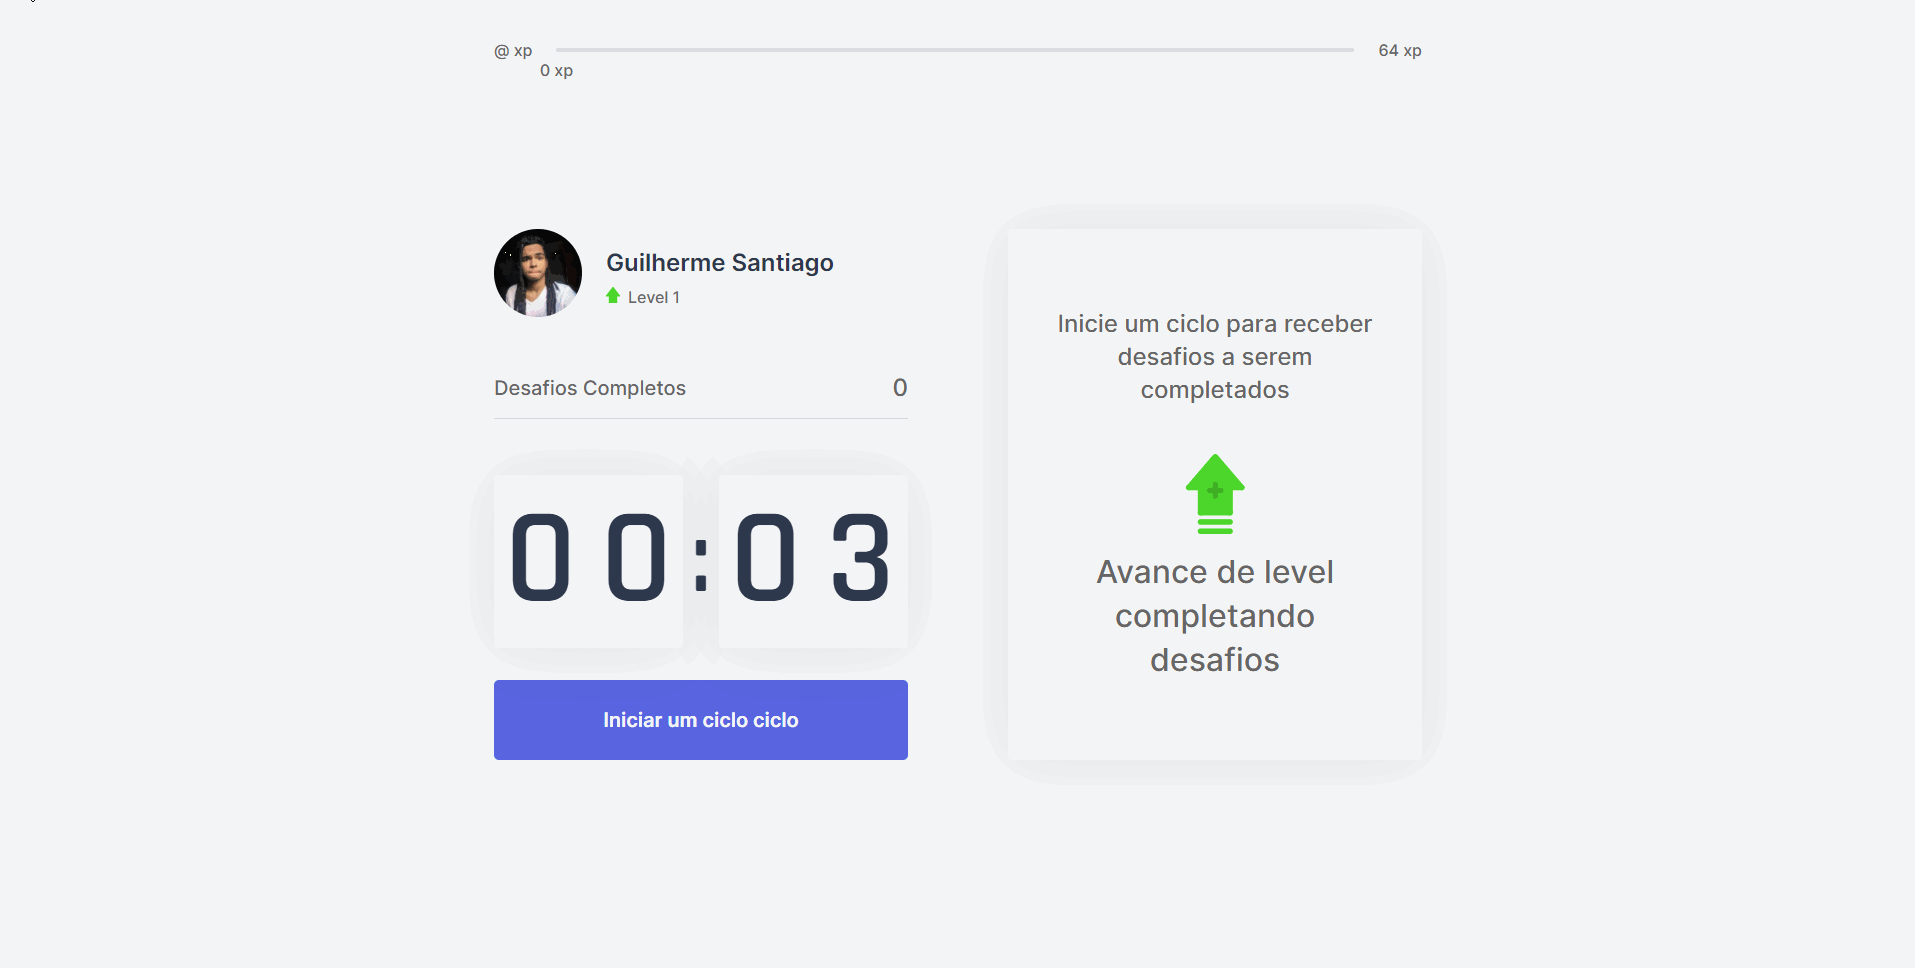 @ xp 64 xp
0 xp
Guilherme Santiago
Level 1
Desafios Completos 0
00:03
Iniciar um ciclo ciclo
Inicie um ciclo para receber
desafios a serem
completados
Avance de level
completando
desafios